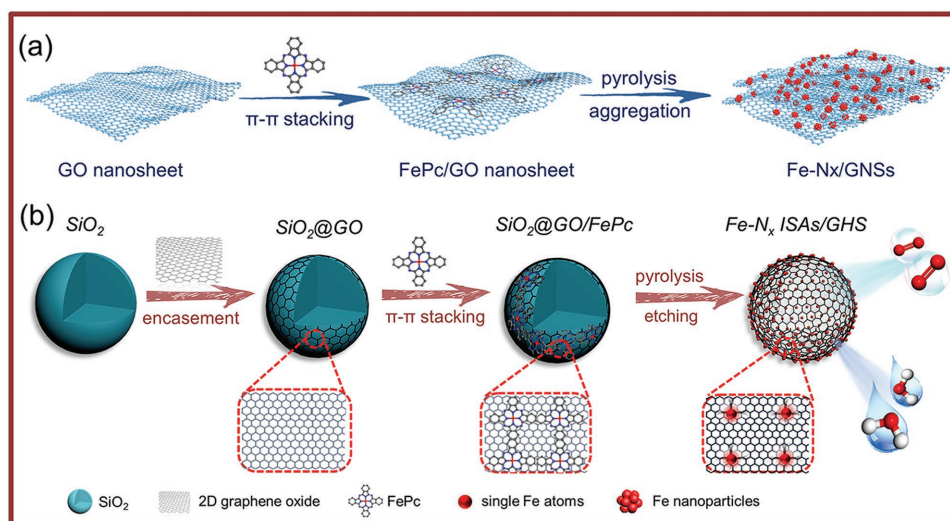 (a)
π-π stacking
pyrolysis
aggregation
GO nanosheet
FePc/GO nanosheet
Fe-Nx/GNSs
(b)
SiO₂
SiO₂@GO
SiO₂@GO/FePc
Fe-Nₓ ISAs/GHS
encasement
π-π stacking
pyrolysis
etching
SiO₂
2D graphene oxide
FePc
single Fe atoms
Fe nanoparticles